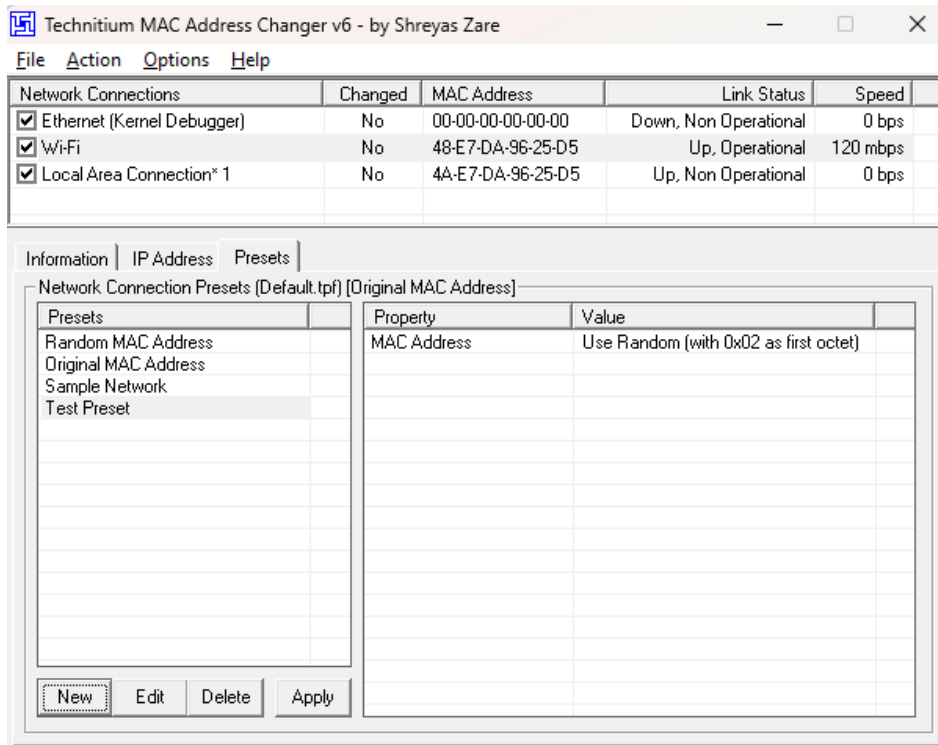 Technitium MAC Address Changer v6 - by Shreyas Zare
File Action Options Help
Network Connections Changed MAC Address Link Status Speed
Ethernet (Kernel Debugger) No 00-00-00-00-00-00 Down, Non Operational 0 bps
Wi-Fi No 48-E7-DA-96-25-D5 Up, Operational 120 mbps
Local Area Connection* 1 No 4A-E7-DA-96-25-D5 Up, Non Operational 0 bps
Information IP Address Presets
Network Connection Presets (Default.tpf) [Original MAC Address]
Presets Property Value
Random MAC Address MAC Address Use Random (with 0x02 as first octet)
Original MAC Address
Sample Network
Test Preset
New Edit Delete Apply